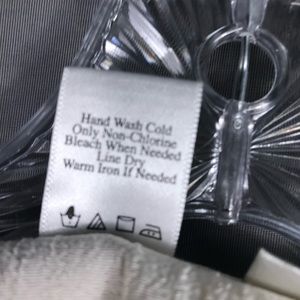 Hand Wash Cold
Only Non-Chlorine
Bleach When Needed
Line Dry
Warm Iron If Needed